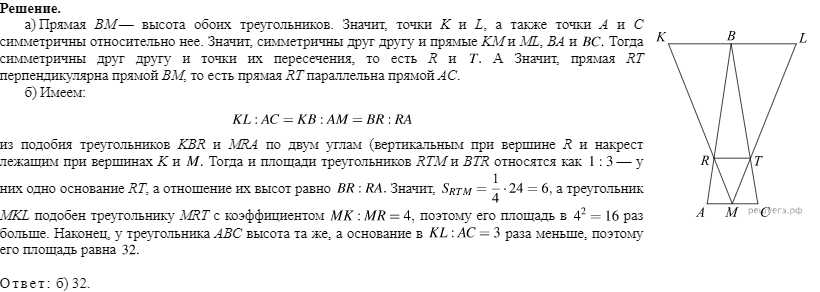 Решение.
а) Прямая BM — высота обоих треугольников. Значит, точки K и L, а также точки A и C
симметричны относительно нее. Значит, симметричны друг другу и прямые KM и ML, BA и BC. Тогда
симметричны друг другу и точки их пересечения, то есть R и T. А Значит, прямая RT
перпендикулярна прямой BM, то есть прямая RT параллельна прямой AC.
б) Имеем:
KL : AC = KB : AM = BR : RA
из подобия треугольников KBR и MRA по двум углам (вертикальным при вершине R и накрест
лежащим при вершинах K и M. Тогда и площади треугольников RTM и BTR относятся как 1 : 3 — у
них одно основание RT, а отношение их высот равно BR : RA. Значит, S_{RTM} = \frac{1}{4} · 24 = 6, а треугольник
MKL подобен треугольнику MRT с коэффициентом MK : MR = 4, поэтому его площадь в 4² = 16 раз
больше. Наконец, у треугольника ABC высота та же, а основание в KL : AC = 3 раза меньше, поэтому
его площадь равна 32.
Ответ: б) 32.
K B L
R T
A M C
решуегэ.рф